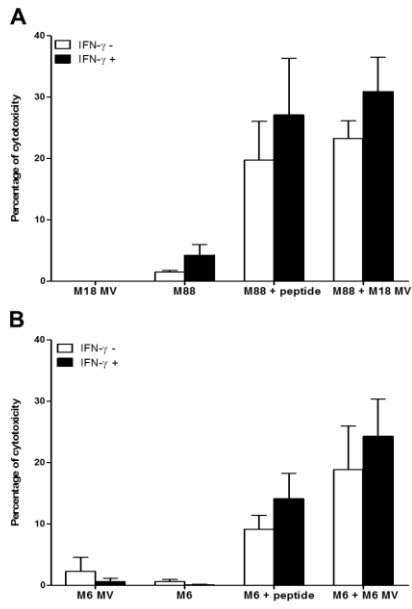 A
IFN-γ -
IFN-γ +
Percentage of cytotoxicity
40
30
20
10
0
M18 MV
M88
M88 + peptide
M88 + M18 MV
B
IFN-γ -
IFN-γ +
Percentage of cytotoxicity
40
30
20
10
0
M6 MV
M6
M6 + peptide
M6 + M6 MV